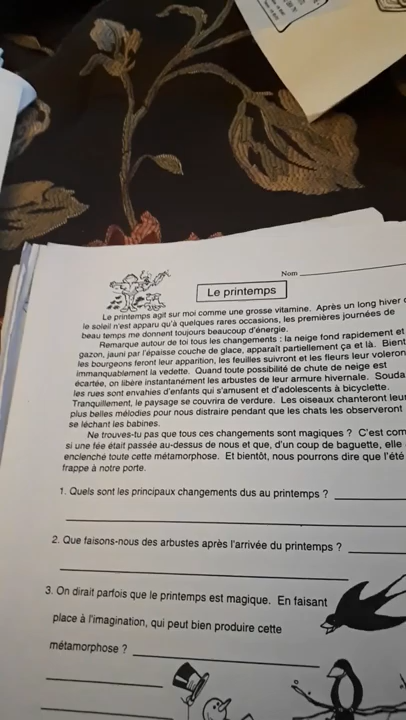 Nom
Le printemps
Le printemps agit sur moi comme une grosse vitamine. Après un long hiver
le soleil n'est apparu qu'à quelques rares occasions, les premières journées de
beau temps me donnent toujours beaucoup d'énergie.
Remarque autour de toi tous les changements : la neige fond rapidement et
gazon, jauni par l'épaisse couche de glace, apparaît partiellement ça et là. Bient
les bourgeons feront leur apparition, les feuilles suivront et les fleurs leur voleron
immanquablement la vedette. Quand toute possibilité de chute de neige est
écartée, on libère instantanément les arbustes de leur armure hivernale. Souda
les rues sont envahies d'enfants qui s'amusent et d'adolescents à bicyclette.
Tranquillement, le paysage se couvrira de verdure. Les oiseaux chanteront leur
plus belles mélodies pour nous distraire pendant que les chats les observeront
se léchant les babines.
Ne trouves-tu pas que tous ces changements sont magiques ? C'est com
si une fée était passée au-dessus de nous et que, d'un coup de baguette, elle
enclenché toute cette métamorphose. Et bientôt, nous pourrons dire que l'été
frappe à notre porte.
1. Quels sont les principaux changements dus au printemps ?
2. Que faisons-nous des arbustes après l'arrivée du printemps ?
3. On dirait parfois que le printemps est magique. En faisant
place à l'imagination, qui peut bien produire cette
métamorphose ?